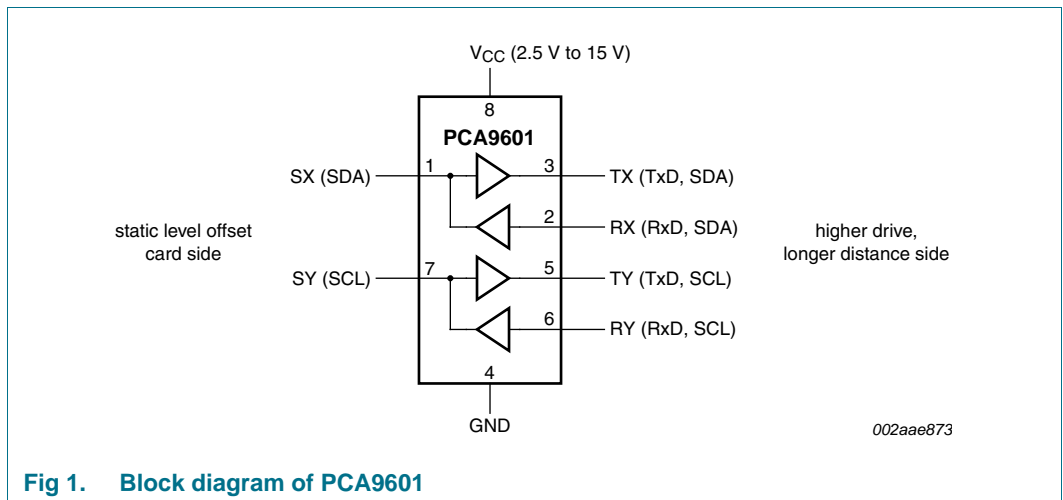 VCC (2.5 V to 15 V)
8
PCA9601
SX (SDA)
1
3
TX (TxD, SDA)
2
RX (RxD, SDA)
static level offset
card side
higher drive,
longer distance side
SY (SCL)
7
5
TY (TxD, SCL)
6
RY (RxD, SCL)
4
GND
002aae873
Fig 1. Block diagram of PCA9601